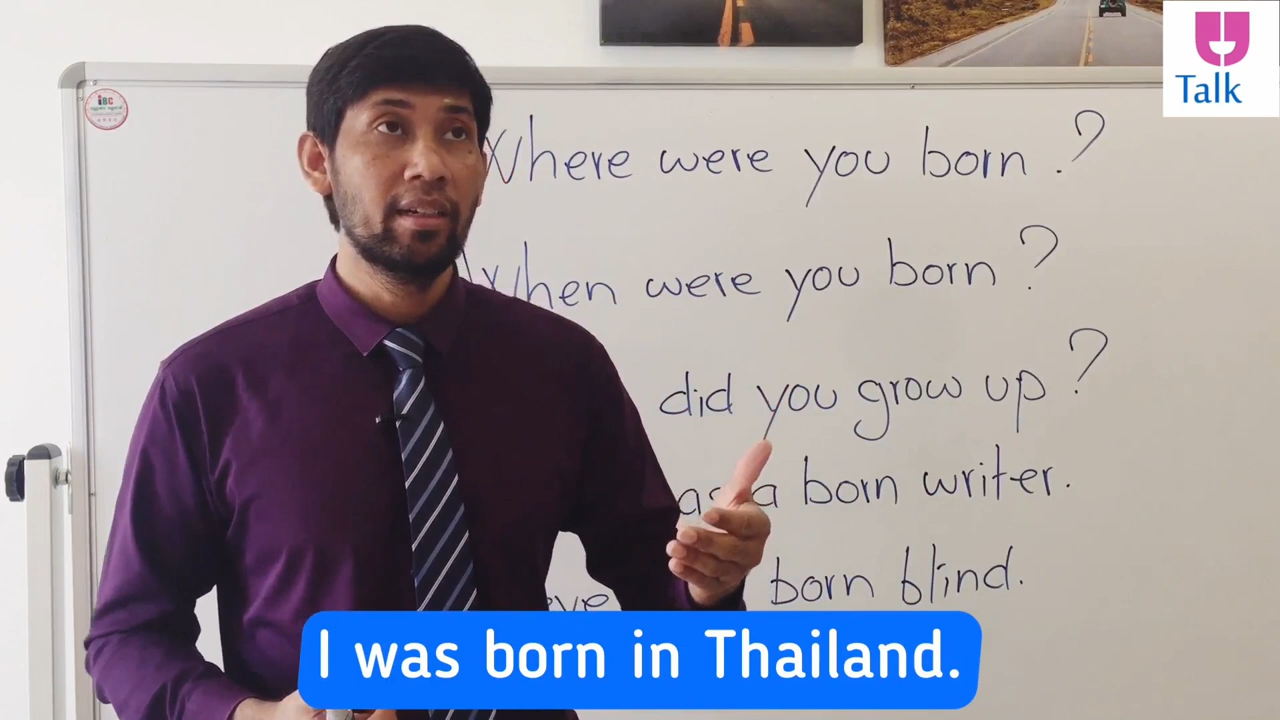 Talk
iBC
Where were you born?
When were you born?
did you grow up?
a born writer.
born blind.
I was born in Thailand.